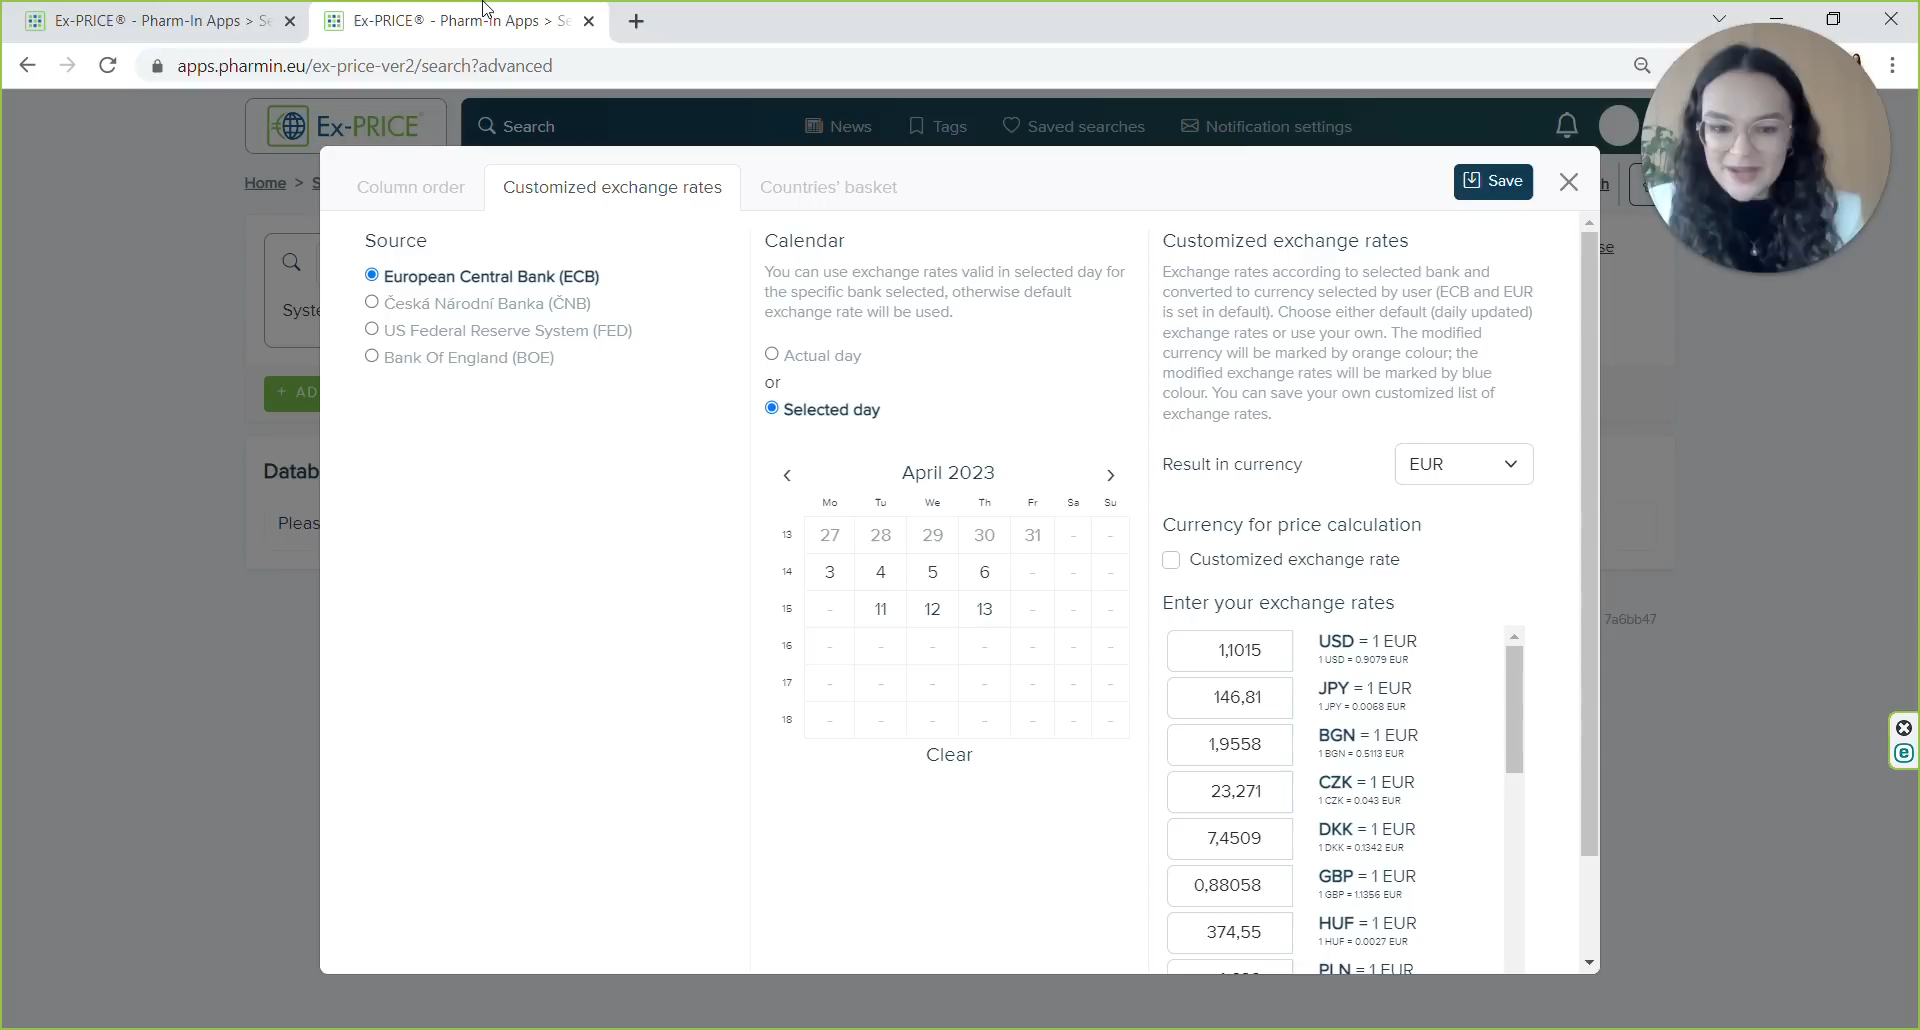 Ex-PRICE® - Pharm-In Apps > Se
Ex-PRICE® - Pharm-In Apps > Se
apps.pharmin.eu/ex-price-ver2/search?advanced
Ex-PRICE
Search
News
Tags
Saved searches
Notification settings
Home >
Column order
Customized exchange rates
Countries' basket
Save
Source
European Central Bank (ECB)
Česká Národní Banka (ČNB)
US Federal Reserve System (FED)
Bank Of England (BOE)
Syste
+ AD
Datab
Pleas
Calendar
You can use exchange rates valid in selected day for
the specific bank selected, otherwise default
exchange rate will be used.
Actual day
or
Selected day
April 2023
Mo Tu We Th Fr Sa Su
13 27 28 29 30 31 - -
14 3 4 5 6 - - -
15 - 11 12 13 - - -
16 - - - - - - -
17 - - - - - - -
18 - - - - - - -
Clear
Customized exchange rates
Exchange rates according to selected bank and
converted to currency selected by user (ECB and EUR
is set in default). Choose either default (daily updated)
exchange rates or use your own. The modified
currency will be marked by orange colour; the
modified exchange rates will be marked by blue
colour. You can save your own customized list of
exchange rates.
Result in currency
EUR
Currency for price calculation
Customized exchange rate
Enter your exchange rates
1,1015
USD = 1 EUR
1 USD = 0.9079 EUR
146,81
JPY = 1 EUR
1 JPY = 0.0068 EUR
1,9558
BGN = 1 EUR
1 BGN = 0.5113 EUR
23,271
CZK = 1 EUR
1 CZK = 0.043 EUR
7,4509
DKK = 1 EUR
1 DKK = 0.1342 EUR
0,88058
GBP = 1 EUR
1 GBP = 1.1356 EUR
374,55
HUF = 1 EUR
1 HUF = 0.0027 EUR
PLN = 1 EUR
h
se
7a6bb47